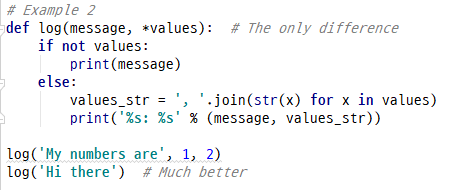 # Example 2
def log(message, *values):  # The only difference
    if not values:
        print(message)
    else:
        values_str = ', '.join(str(x) for x in values)
        print('%s: %s' % (message, values_str))

log('My numbers are', 1, 2)
log('Hi there')  # Much better